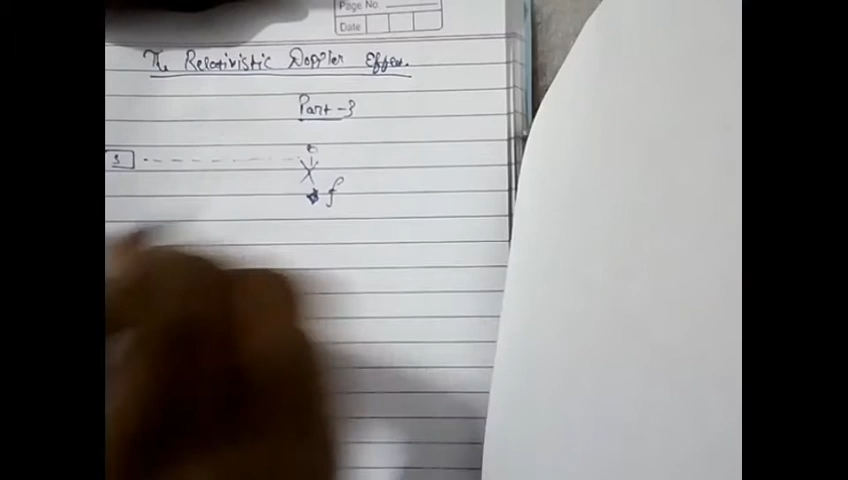 Page No.
Date
The Relativistic Doppler Effect.
Part-3
S
f